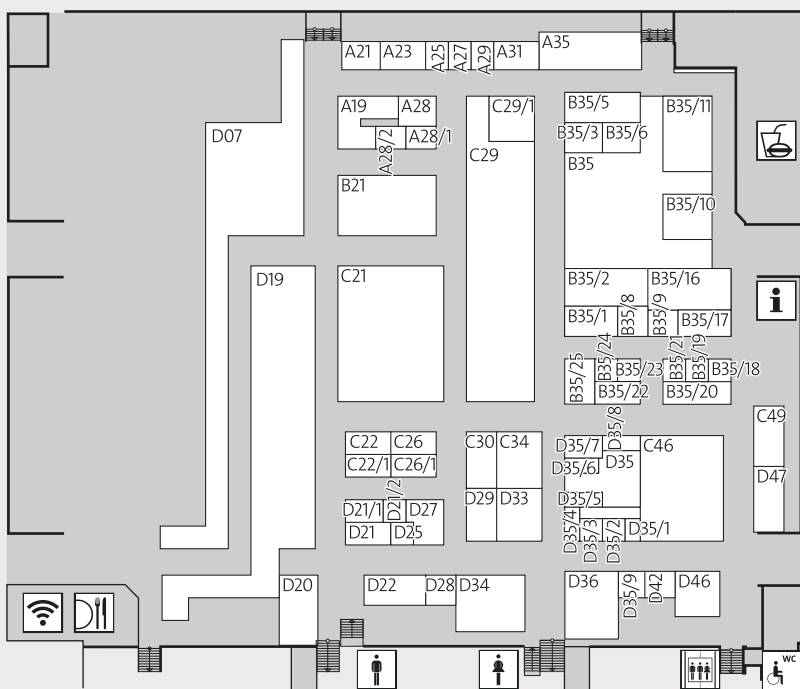 A21
A23
A25
A27
A29
A31
A35
A19
A28
C29/1
B35/5
B35/11
D07
A28/2
A28/1
B35/3
B35/6
C29
B35
B21
B35/10
D19
C21
B35/2
B35/16
B35/1
B35/8
B35/9
B35/17
B35/25
B35/24
B35/23
B35/21
B35/19
B35/18
B35/22
B35/20
C49
C22
C26
C30
C34
D35/7
D35/8
C46
C22/1
C26/1
D35/6
D35
D47
D21/1
D21/2
D27
D29
D33
D35/5
D21
D25
D35/4
D35/3
D35/2
D35/1
D20
D22
D28
D34
D36
D35/9
D42
D46
i
WC